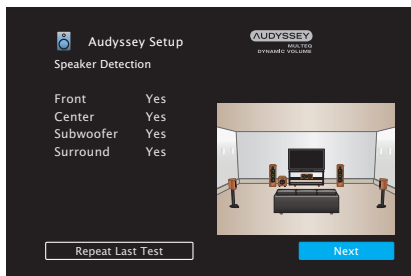 Audyssey Setup
AUDYSSEY
MULTEQ
DYNAMIC VOLUME
Speaker Detection
Front Yes
Center Yes
Subwoofer Yes
Surround Yes
Repeat Last Test
Next